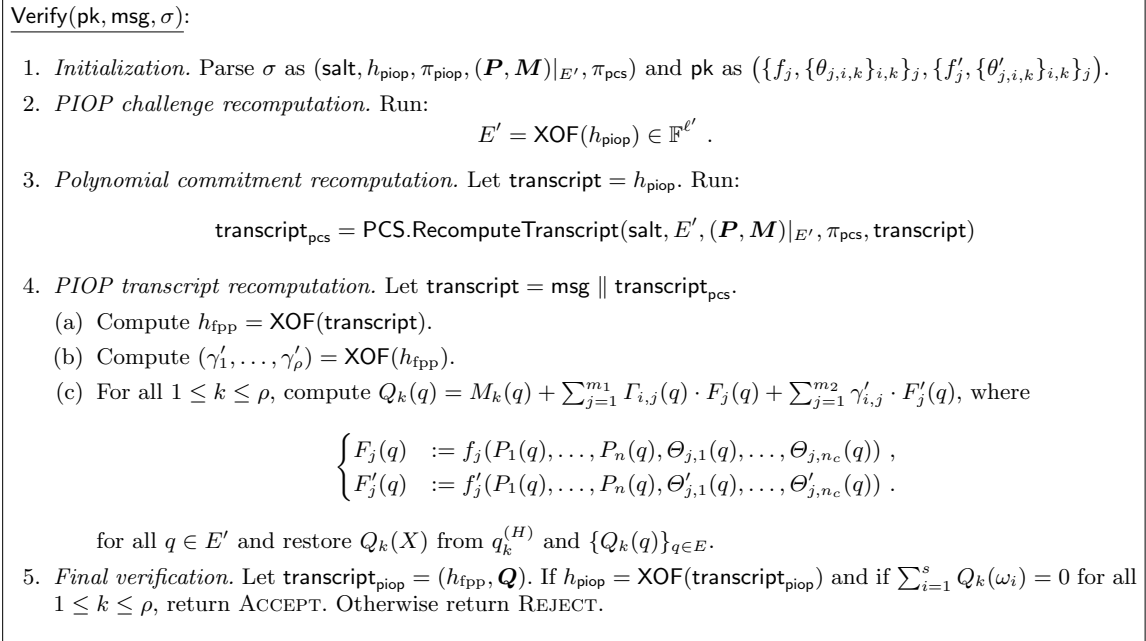 Verify(pk, msg, σ):
1. Initialization. Parse σ as (salt, h_piop, π_piop, (P, M)|_{E′}, π_pcs) and pk as ({f_j, {θ_{j,i,k}}_{i,k}}_j, {f′_j, {θ′_{j,i,k}}_{i,k}}_j).
2. PIOP challenge recomputation. Run:
E′ = XOF(h_piop) ∈ 𝔽^{ℓ′} .
3. Polynomial commitment recomputation. Let transcript = h_piop. Run:
transcript_pcs = PCS.RecomputeTranscript(salt, E′, (P, M)|_{E′}, π_pcs, transcript)
4. PIOP transcript recomputation. Let transcript = msg ∥ transcript_pcs.
(a) Compute h_fpp = XOF(transcript).
(b) Compute (γ′_1, . . . , γ′_ρ) = XOF(h_fpp).
(c) For all 1 ≤ k ≤ ρ, compute Q_k(q) = M_k(q) + ∑_{j=1}^{m_1} Γ_{i,j}(q) · F_j(q) + ∑_{j=1}^{m_2} γ′_{i,j} · F′_j(q), where
{ F_j(q) := f_j(P_1(q), . . . , P_n(q), Θ_{j,1}(q), . . . , Θ_{j,n_c}(q)) ,
F′_j(q) := f′_j(P_1(q), . . . , P_n(q), Θ′_{j,1}(q), . . . , Θ′_{j,n_c}(q)) .
for all q ∈ E′ and restore Q_k(X) from q_k^{(H)} and {Q_k(q)}_{q∈E}.
5. Final verification. Let transcript_piop = (h_fpp, Q). If h_piop = XOF(transcript_piop) and if ∑_{i=1}^{s} Q_k(ω_i) = 0 for all
1 ≤ k ≤ ρ, return ACCEPT. Otherwise return REJECT.